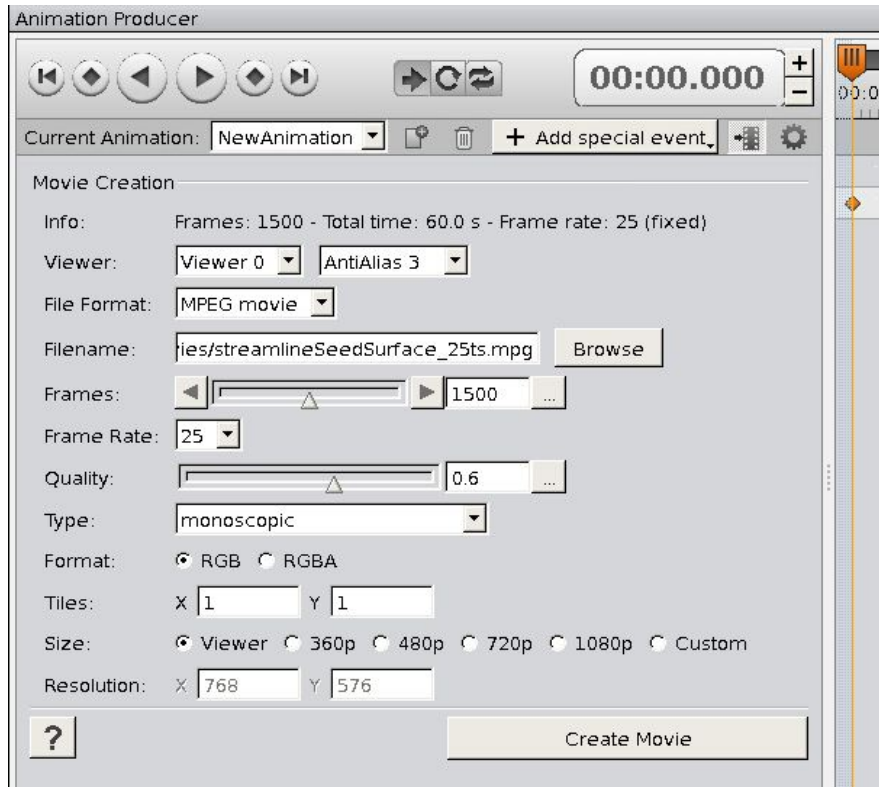 Animation Producer
00:00.000 + −
Current Animation: NewAnimation + Add special event
Movie Creation
Info: Frames: 1500 - Total time: 60.0 s - Frame rate: 25 (fixed)
Viewer: Viewer 0 AntiAlias 3
File Format: MPEG movie
Filename: ies/streamlineSeedSurface_25ts.mpg Browse
Frames: 1500 ...
Frame Rate: 25
Quality: 0.6 ...
Type: monoscopic
Format: RGB RGBA
Tiles: X 1 Y 1
Size: Viewer 360p 480p 720p 1080p Custom
Resolution: X 768 Y 576
? Create Movie